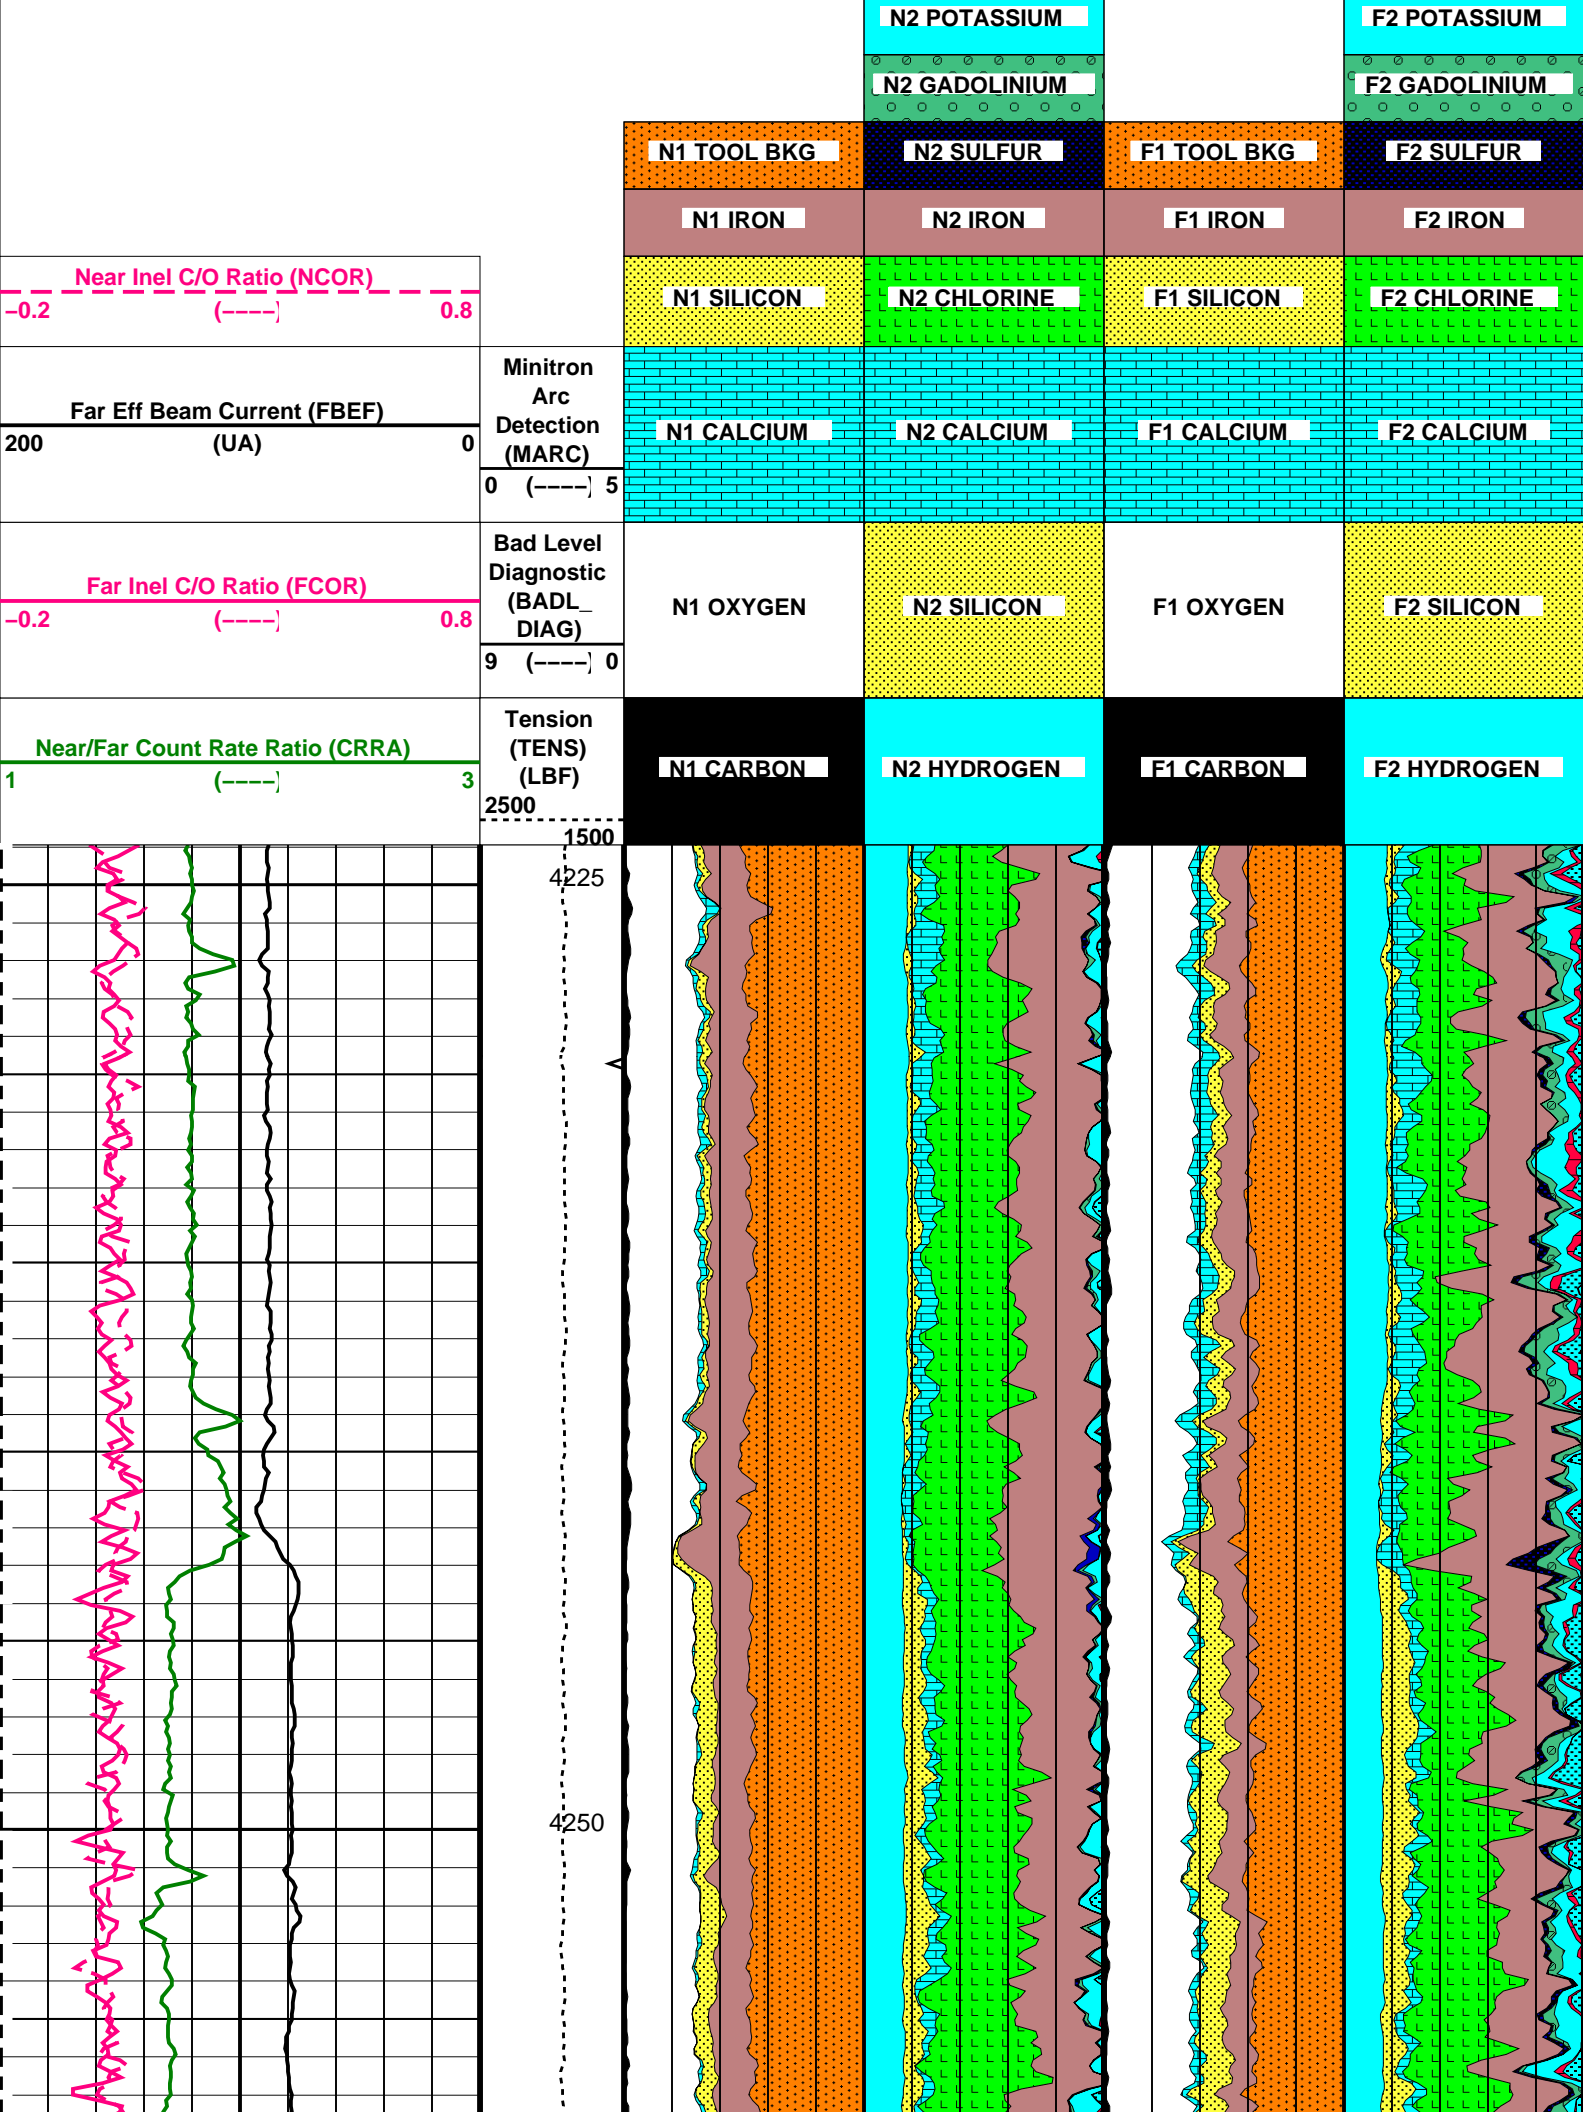 N2 POTASSIUM
F2 POTASSIUM
N2 GADOLINIUM
F2 GADOLINIUM
N1 TOOL BKG
N2 SULFUR
F1 TOOL BKG
F2 SULFUR
N1 IRON
N2 IRON
F1 IRON
F2 IRON
Near Inel C/O Ratio (NCOR)
−0.2 (−−−−) 0.8
N1 SILICON
N2 CHLORINE
F1 SILICON
F2 CHLORINE
Far Eff Beam Current (FBEF)
200 (UA) 0
Minitron
Arc
Detection
(MARC)
0 (−−−−) 5
N1 CALCIUM
N2 CALCIUM
F1 CALCIUM
F2 CALCIUM
Far Inel C/O Ratio (FCOR)
−0.2 (−−−−) 0.8
Bad Level
Diagnostic
(BADL_
DIAG)
9 (−−−−) 0
N1 OXYGEN
N2 SILICON
F1 OXYGEN
F2 SILICON
Near/Far Count Rate Ratio (CRRA)
1 (−−−−) 3
Tension
(TENS)
(LBF)
2500
1500
N1 CARBON
N2 HYDROGEN
F1 CARBON
F2 HYDROGEN
4225
4250